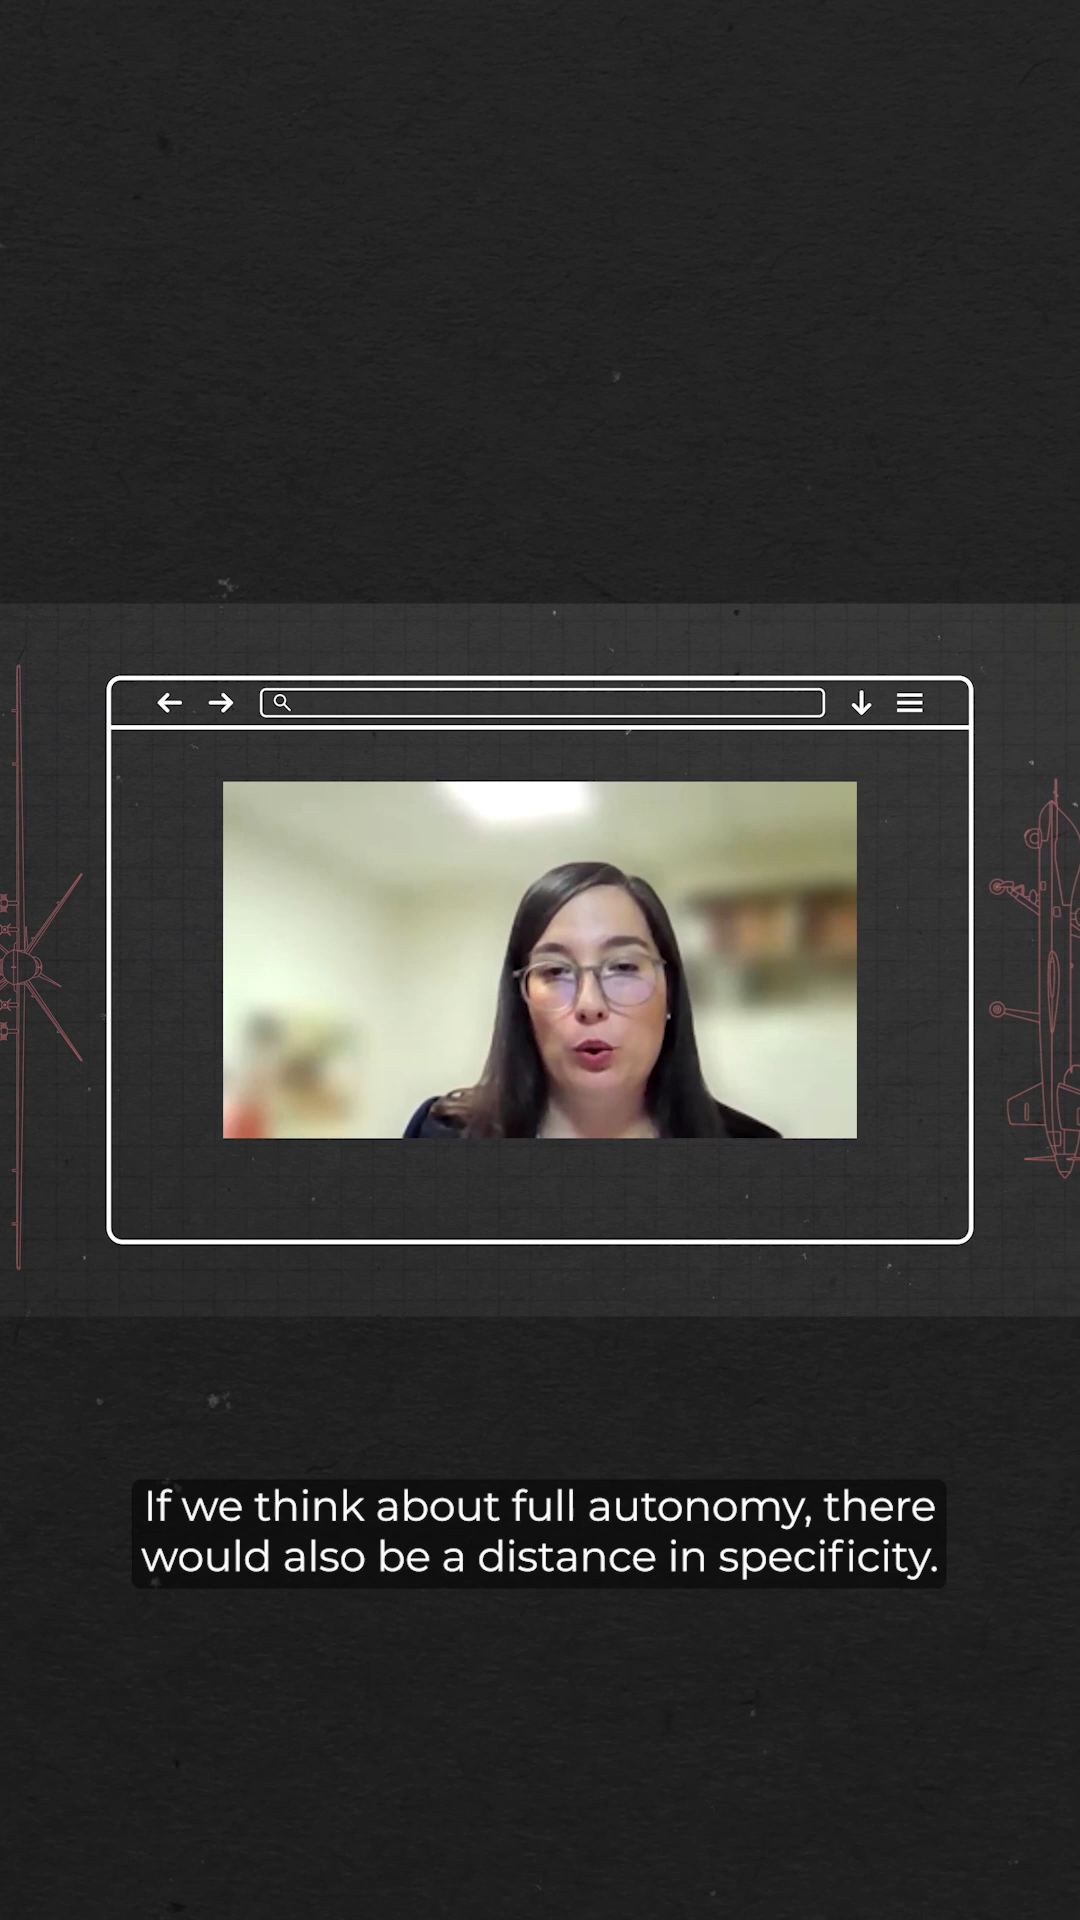 If we think about full autonomy, there
would also be a distance in specificity.